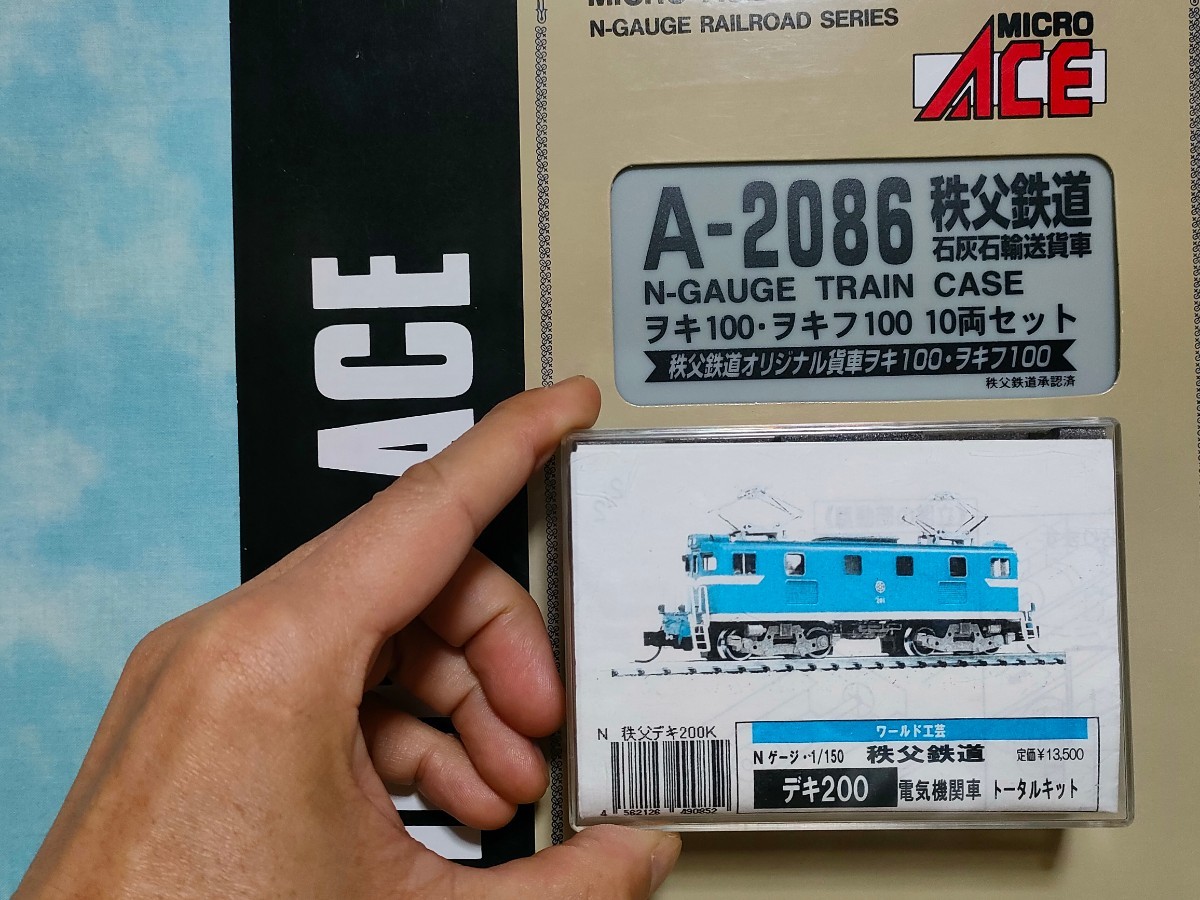 N-GAUGE RAILROAD SERIES
MICRO
ACE
A-2086 秩父鉄道
石灰石輸送貨車
N-GAUGE TRAIN CASE
ヲキ100・ヲキフ100 10両セット
秩父鉄道オリジナル貨車ヲキ100・ヲキフ100
秩父鉄道承認済
ACE
N 秩父デキ200K
4 562126 490852
ワールド工芸
Nゲージ・1/150 秩父鉄道 定価¥13,500
デキ200 電気機関車 トータルキット